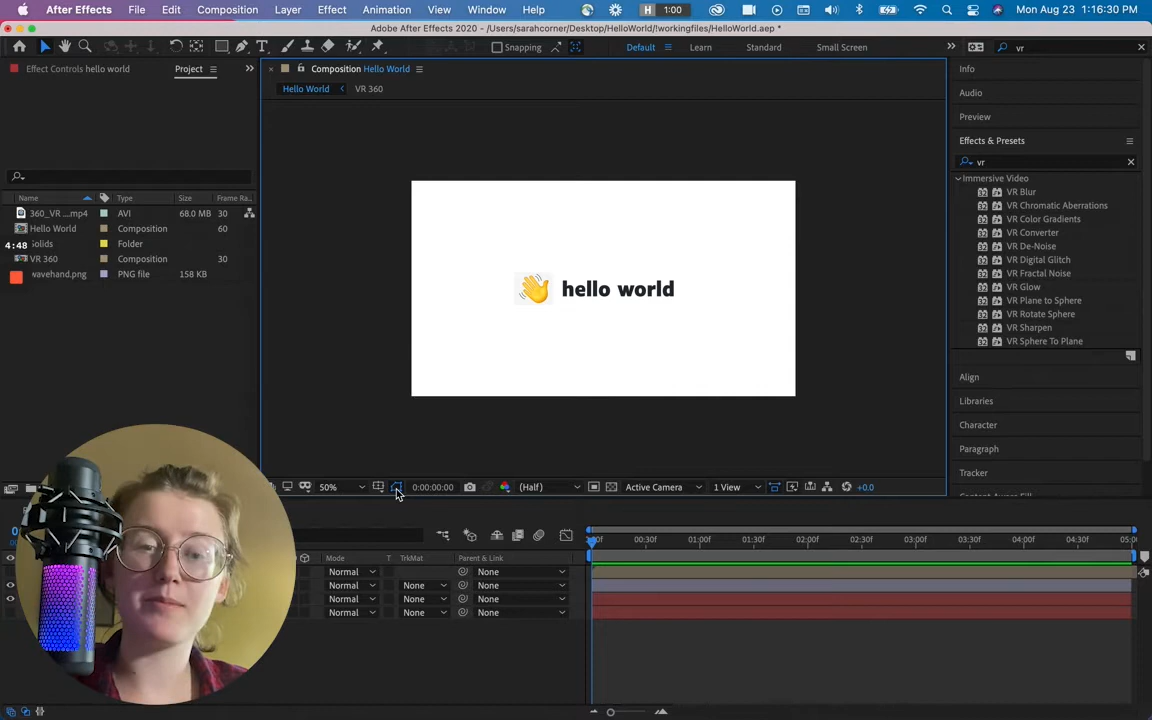 After Effects File Edit Composition Layer Effect Animation View Window Help H 1:00 Mon Aug 23 1:16:30 PM
Adobe After Effects 2020 - /Users/sarahcorner/Desktop/HelloWorld/!workingfiles/HelloWorld.aep *
Snapping Default Learn Standard Small Screen vr
Effect Controls hello world Project Composition Hello World Info
Hello World VR 360
Audio
Preview
Effects & Presets
vr
Immersive Video
Name Type Size Frame Ra..
VR Blur
360_VR ....mp4 AVI 68.0 MB 30
VR Chromatic Aberrations
Hello World Composition 60
VR Color Gradients
4:48 Solids Folder
VR Converter
VR 360 Composition 30
VR De-Noise
wavehand.png PNG file 158 KB
VR Digital Glitch
VR Fractal Noise
VR Glow
hello world
VR Plane to Sphere
VR Rotate Sphere
VR Sharpen
VR Sphere To Plane
Align
Libraries
Character
Paragraph
Tracker
50% 0:00:00:00 (Half) Active Camera 1 View +0.0
Mode T TrkMat Parent & Link 00:30f 01:00f 01:30f 02:00f 02:30f 03:00f 03:30f 04:00f 04:30f
Normal None
Normal None None
Normal None None
Normal None None